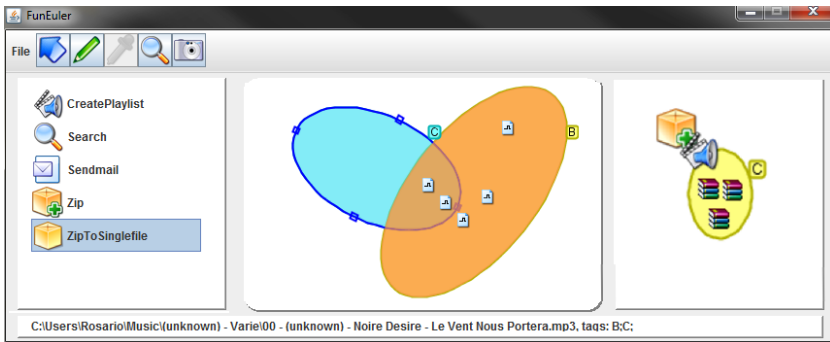 FunEuler
File
CreatePlaylist
Search
Sendmail
Zip
ZipToSinglefile
C
B
C
C:\Users\Rosario\Music\(unknown) - Varie\00 - (unknown) - Noire Desire - Le Vent Nous Portera.mp3, tags: B;C;